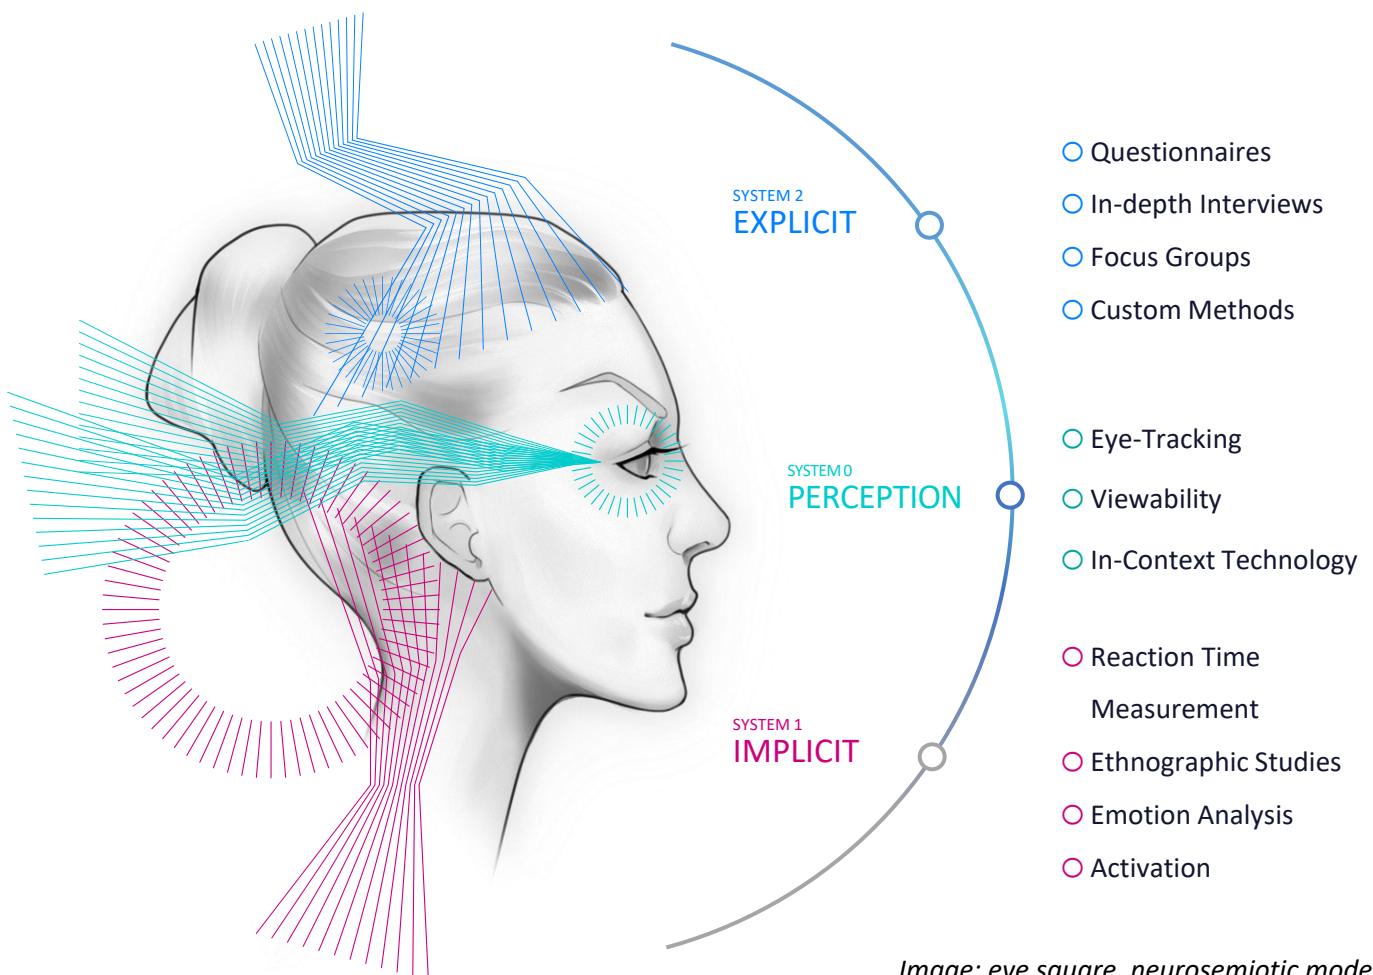 SYSTEM 2
EXPLICIT
Questionnaires
In-depth Interviews
Focus Groups
Custom Methods
SYSTEM 0
PERCEPTION
Eye-Tracking
Viewability
In-Context Technology
SYSTEM 1
IMPLICIT
Reaction Time
Measurement
Ethnographic Studies
Emotion Analysis
Activation
Image: eye square, neurosemiotic mode